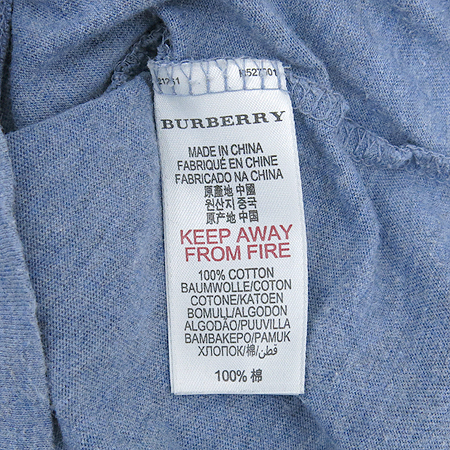 BURBERRY
MADE IN CHINA
FABRIQUÉ EN CHINE
FABRICADO NA CHINA
原產地 中國
원산지 중국
原产地 中国
KEEP AWAY
FROM FIRE
100% COTTON
BAUMWOLLE/COTON
COTONE/KATOEN
BOMULL/ALGODON
ALGODÃO/PUUVILLA
BAMBAKEPO/PAMUK
ХЛОПОК/棉/قطن
100% 棉